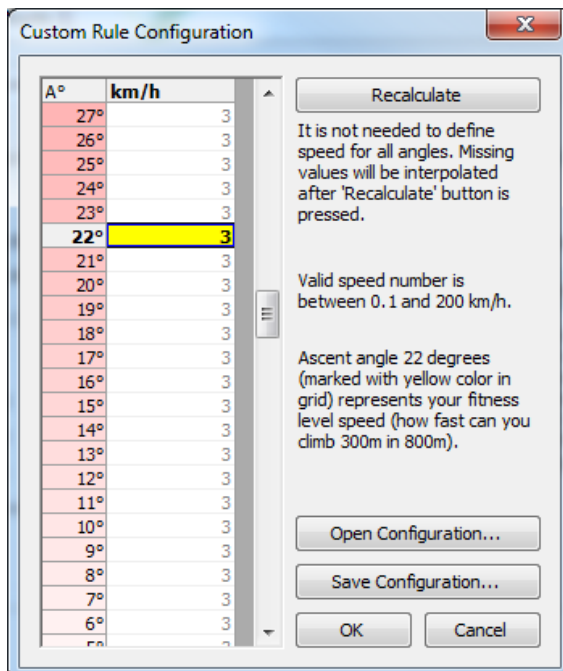 Custom Rule Configuration
A° km/h
27° 3
26° 3
25° 3
24° 3
23° 3
22° 3
21° 3
20° 3
19° 3
18° 3
17° 3
16° 3
15° 3
14° 3
13° 3
12° 3
11° 3
10° 3
9° 3
8° 3
7° 3
6° 3
Recalculate
It is not needed to define
speed for all angles. Missing
values will be interpolated
after 'Recalculate' button is
pressed.
Valid speed number is
between 0.1 and 200 km/h.
Ascent angle 22 degrees
(marked with yellow color in
grid) represents your fitness
level speed (how fast can you
climb 300m in 800m).
Open Configuration...
Save Configuration...
OK Cancel